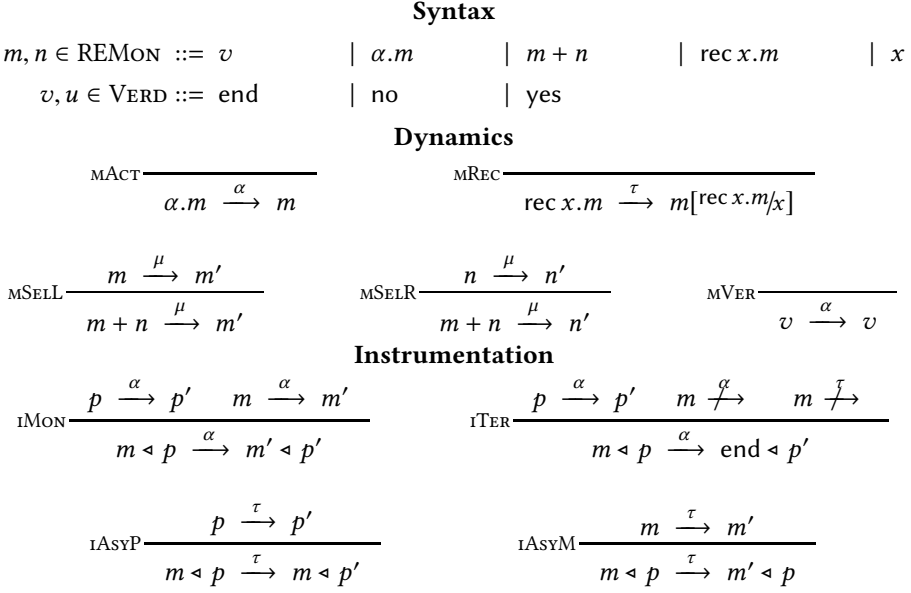 Syntax
m, n ∈ REMon ::= v | α.m | m + n | rec x.m | x
v, u ∈ Verd ::= end | no | yes
Dynamics
mAct α.m —α→ m
mRec rec x.m —τ→ m[rec x.m/x]
mSelL m —μ→ m′
m + n —μ→ m′
mSelR n —μ→ n′
m + n —μ→ n′
mVer v —α→ v
Instrumentation
iMon p —α→ p′ m —α→ m′
m ◃ p —α→ m′ ◃ p′
iTer p —α→ p′ m —α↛ m —τ↛
m ◃ p —α→ end ◃ p′
iAsyP p —τ→ p′
m ◃ p —τ→ m ◃ p′
iAsyM m —τ→ m′
m ◃ p —τ→ m′ ◃ p